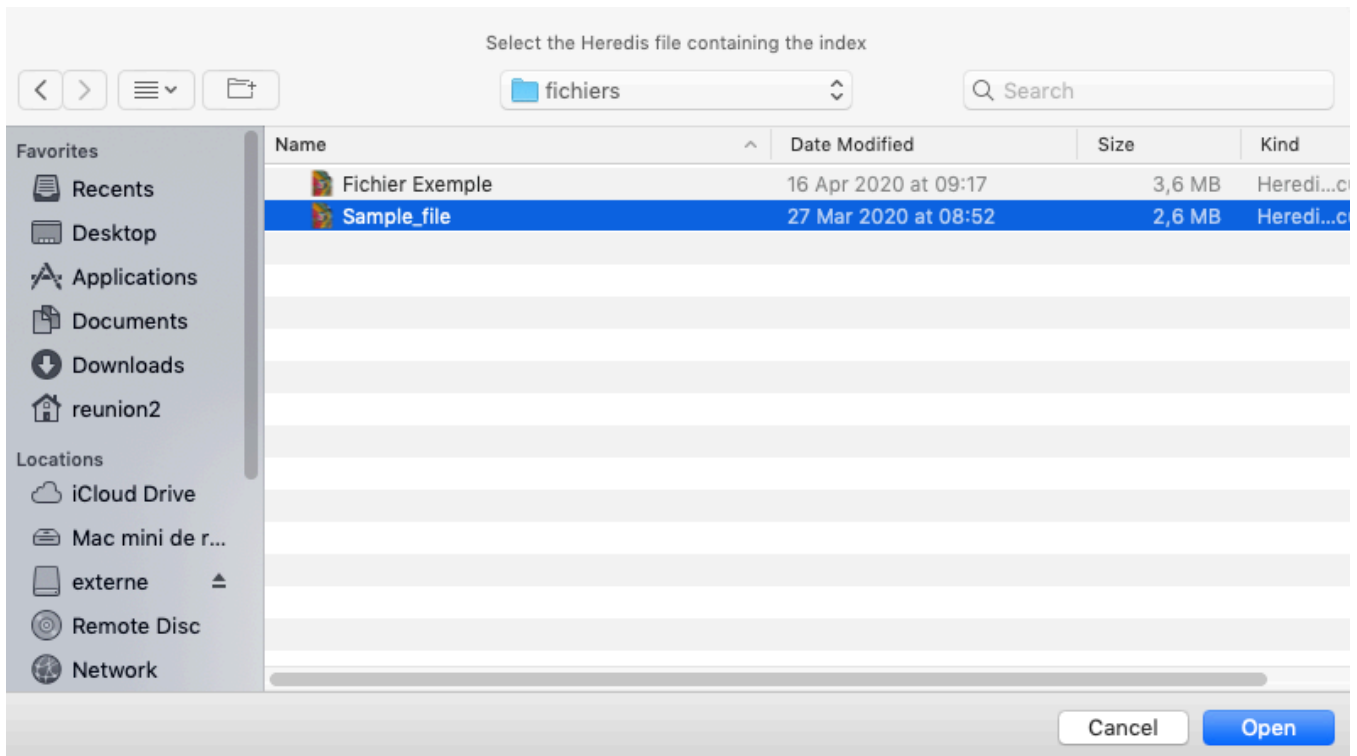 Select the Heredis file containing the index
fichiers
Search
Favorites
Recents
Desktop
Applications
Documents
Downloads
reunion2
Locations
iCloud Drive
Mac mini de r...
externe
Remote Disc
Network
Name Date Modified Size Kind
Fichier Exemple 16 Apr 2020 at 09:17 3,6 MB Heredi...c
Sample_file 27 Mar 2020 at 08:52 2,6 MB Heredi...c
Cancel Open